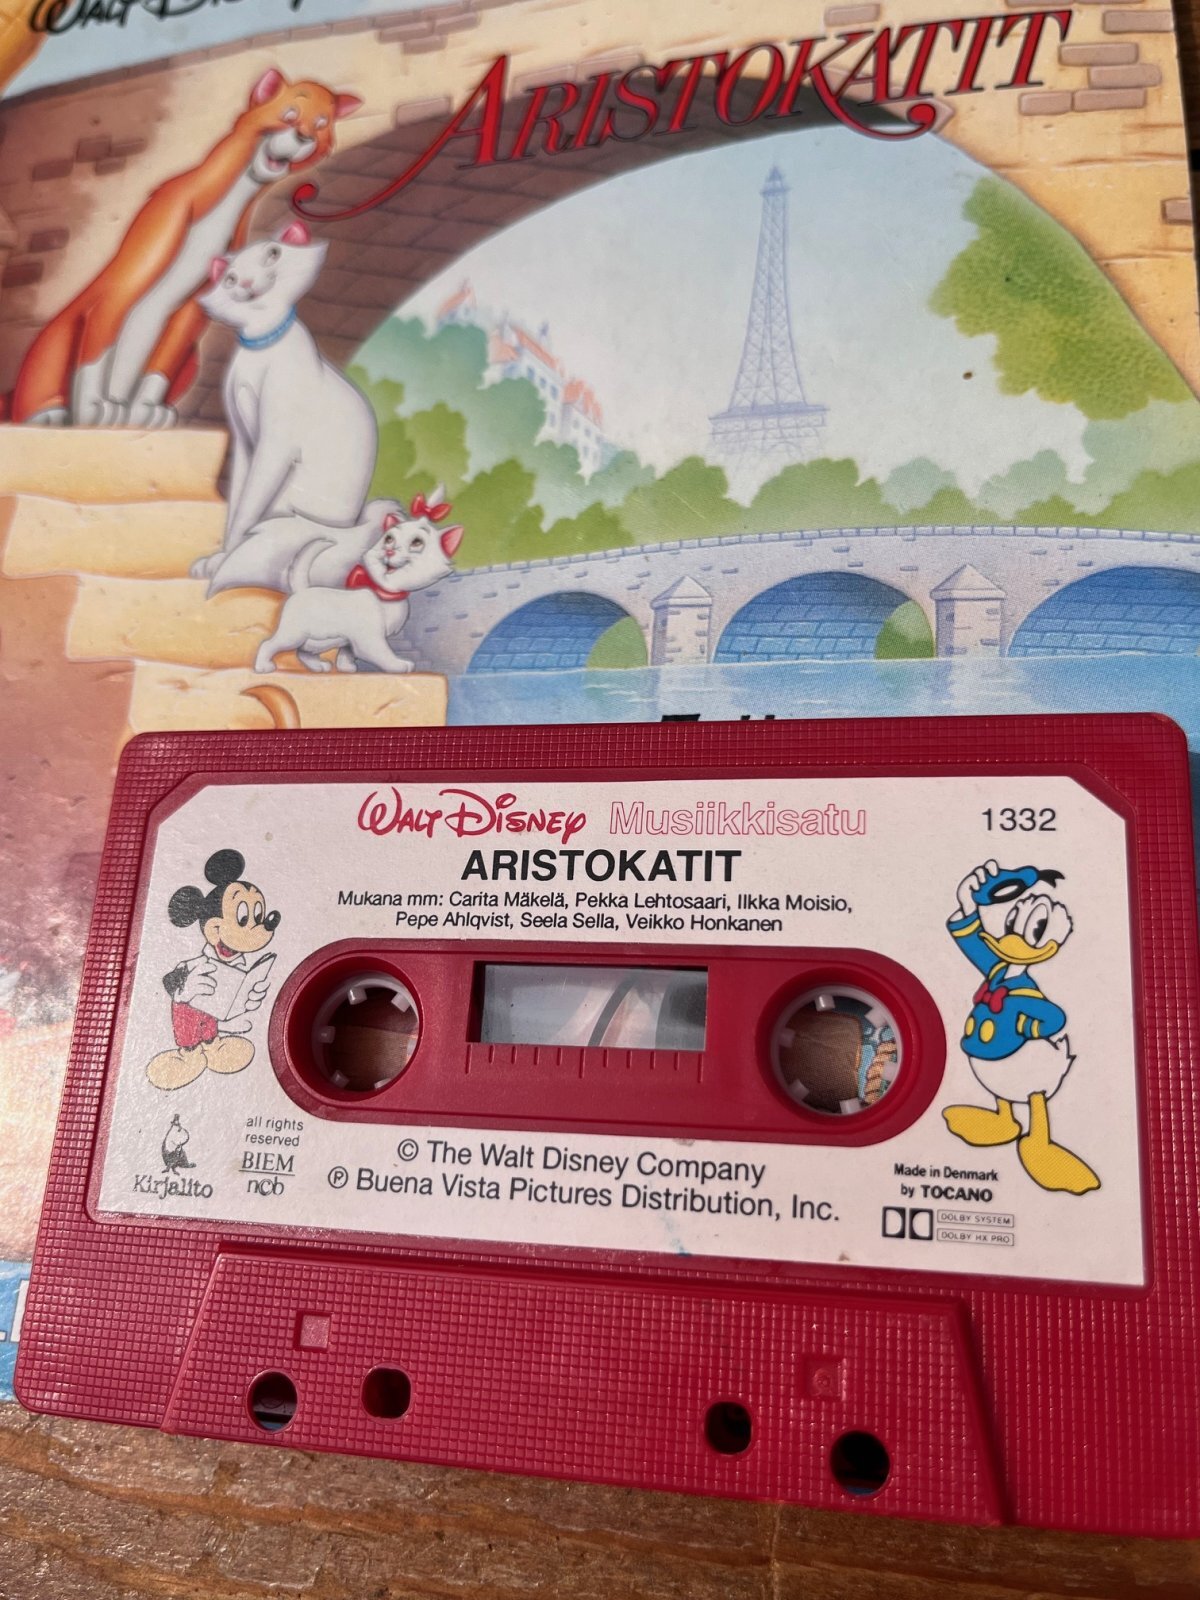 WALT DISNEY
ARISTOKATIT
WALT DISNEY Musiikkisatu 1332
ARISTOKATIT
Mukana mm: Carita Mäkelä, Pekka Lehtosaari, Ilkka Moisio,
Pepe Ahlqvist, Seela Sella, Veikko Honkanen
Kirjalito
all rights
reserved
BIEM
ncb
© The Walt Disney Company
℗ Buena Vista Pictures Distribution, Inc.
Made in Denmark
by TOCANO
DOLBY SYSTEM
DOLBY HX PRO